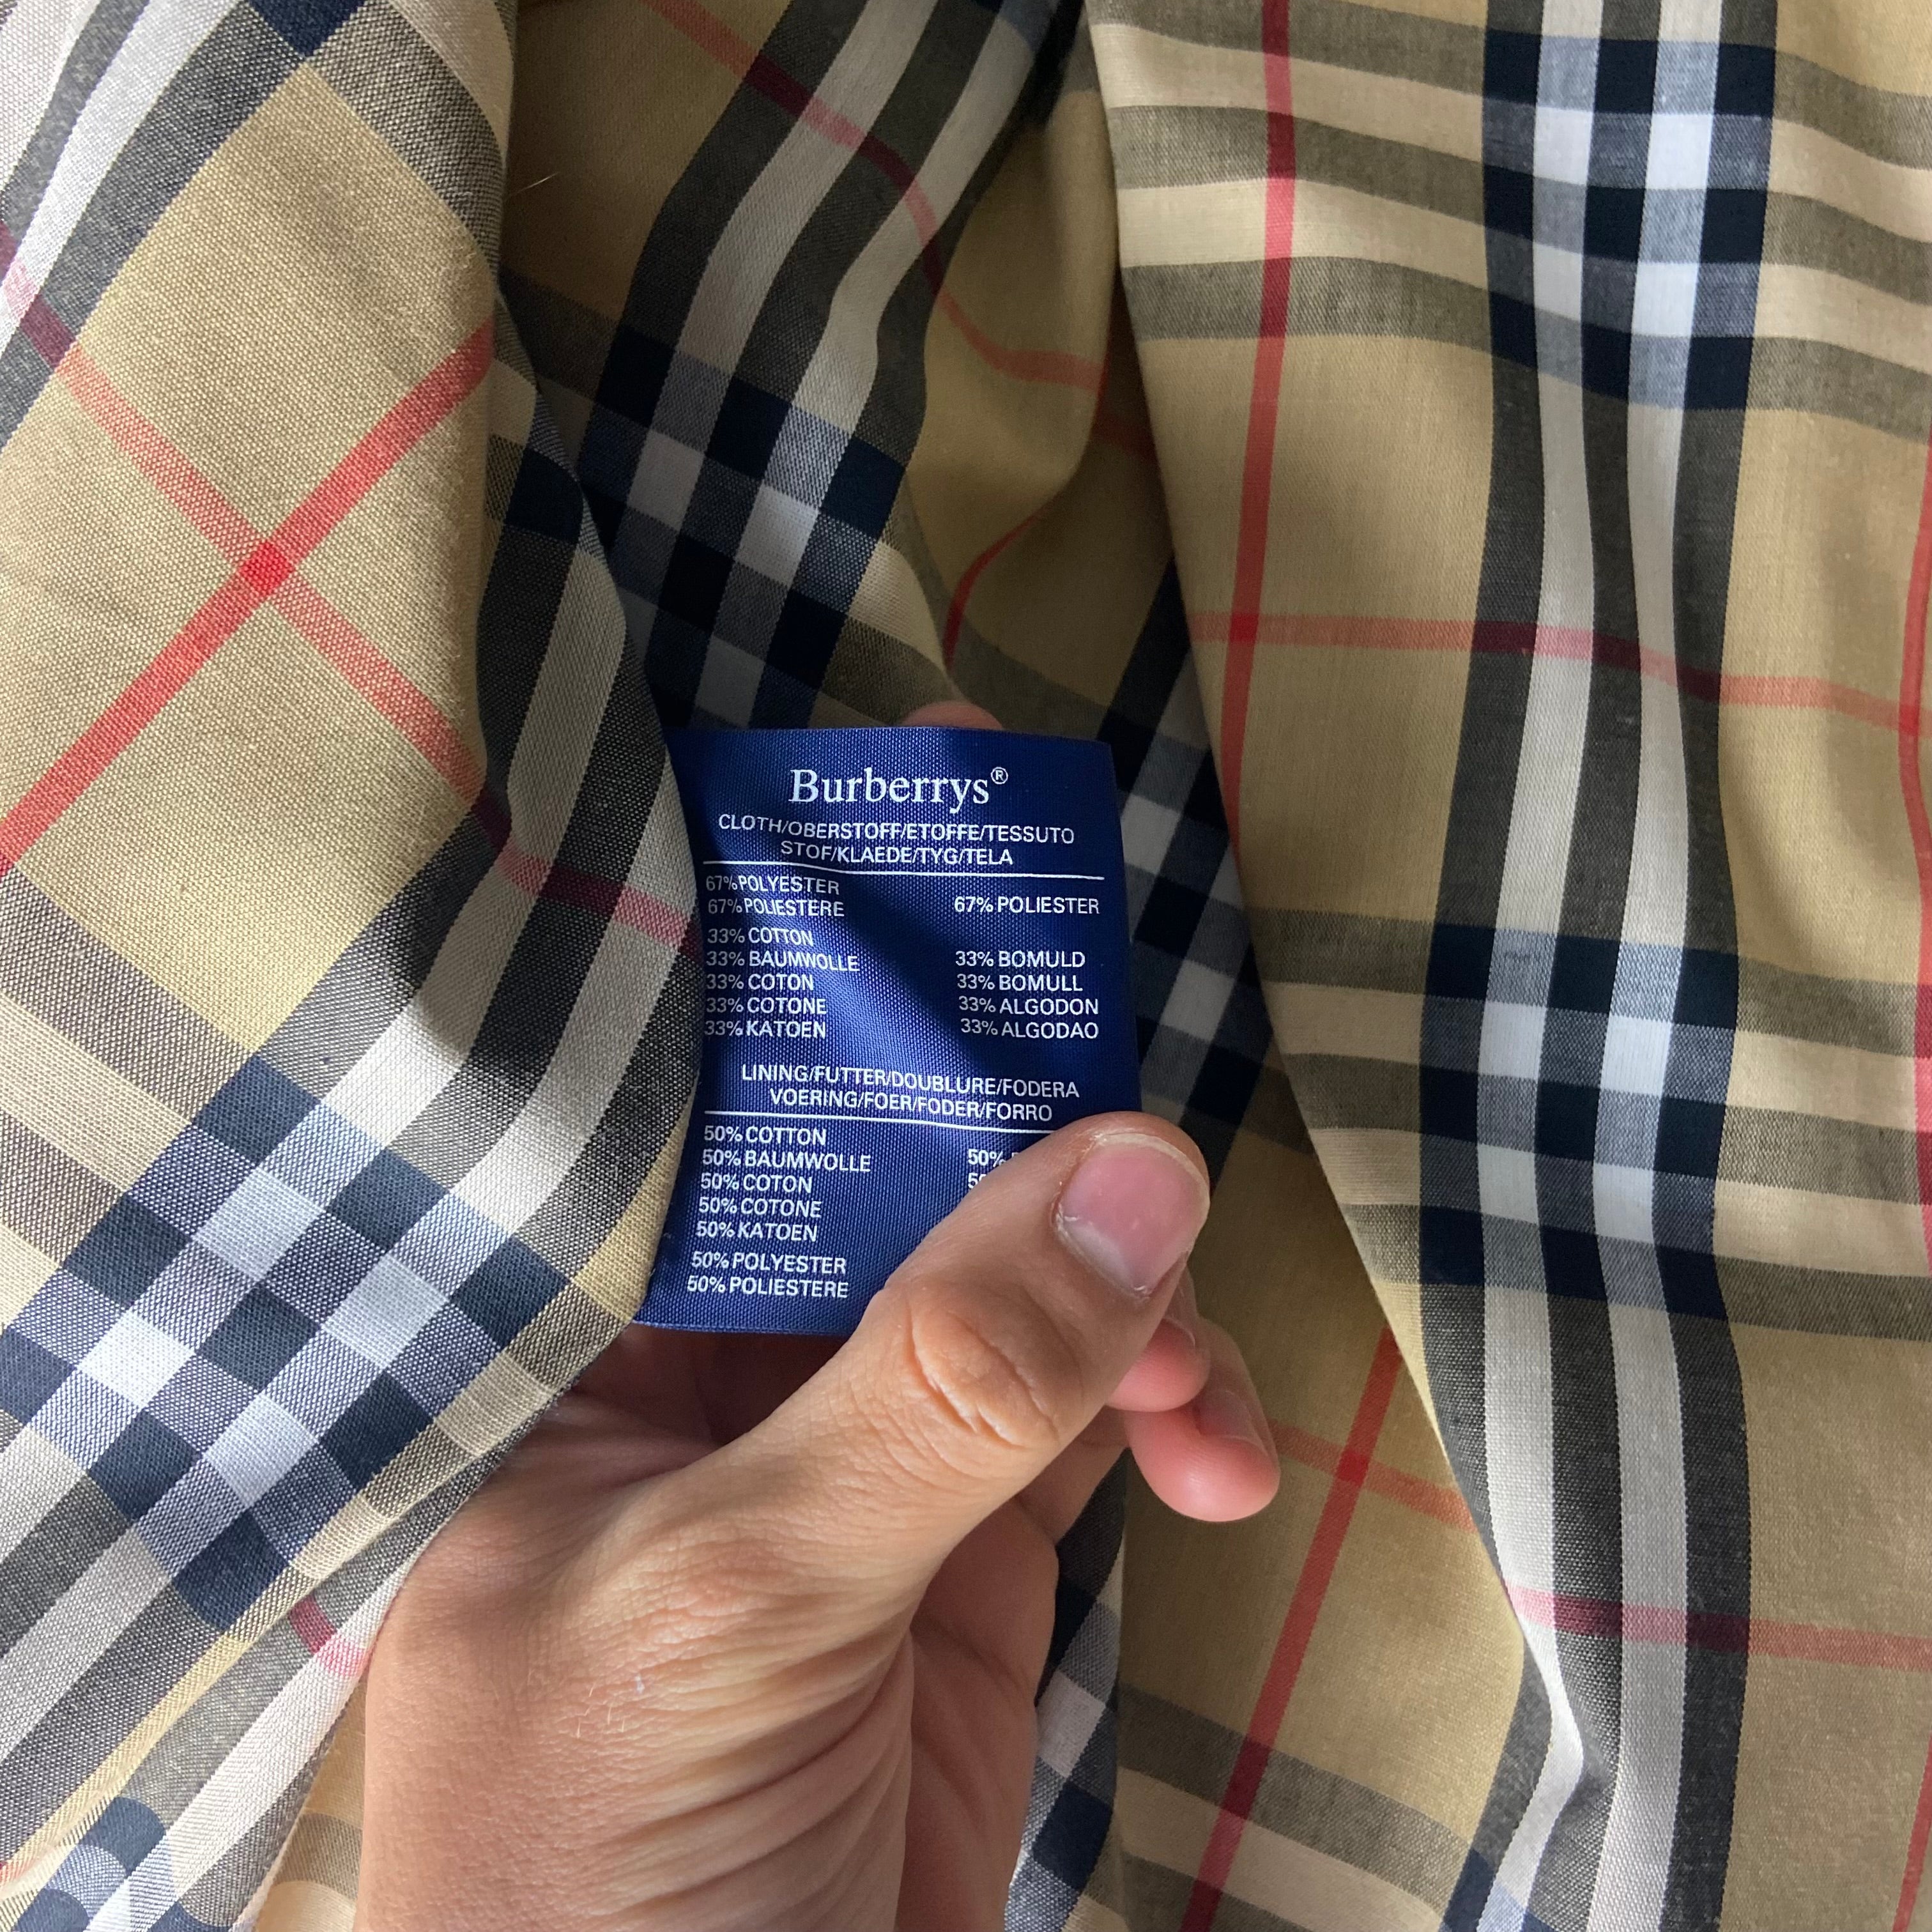 Burberrys®
CLOTH/OBERSTOFF/ETOFFE/TESSUTO
STOF/KLAEDE/TYG/TELA
67% POLYESTER
67% POLIESTERE 67% POLIESTER
33% COTTON
33% BAUMWOLLE 33% BOMULD
33% COTON 33% BOMULL
33% COTONE 33% ALGODON
33% KATOEN 33% ALGODAO
LINING/FUTTER/DOUBLURE/FODERA
VOERING/FOER/FODER/FORRO
50% COTTON
50% BAUMWOLLE 50%
50% COTON
50% COTONE
50% KATOEN
50% POLYESTER
50% POLIESTERE